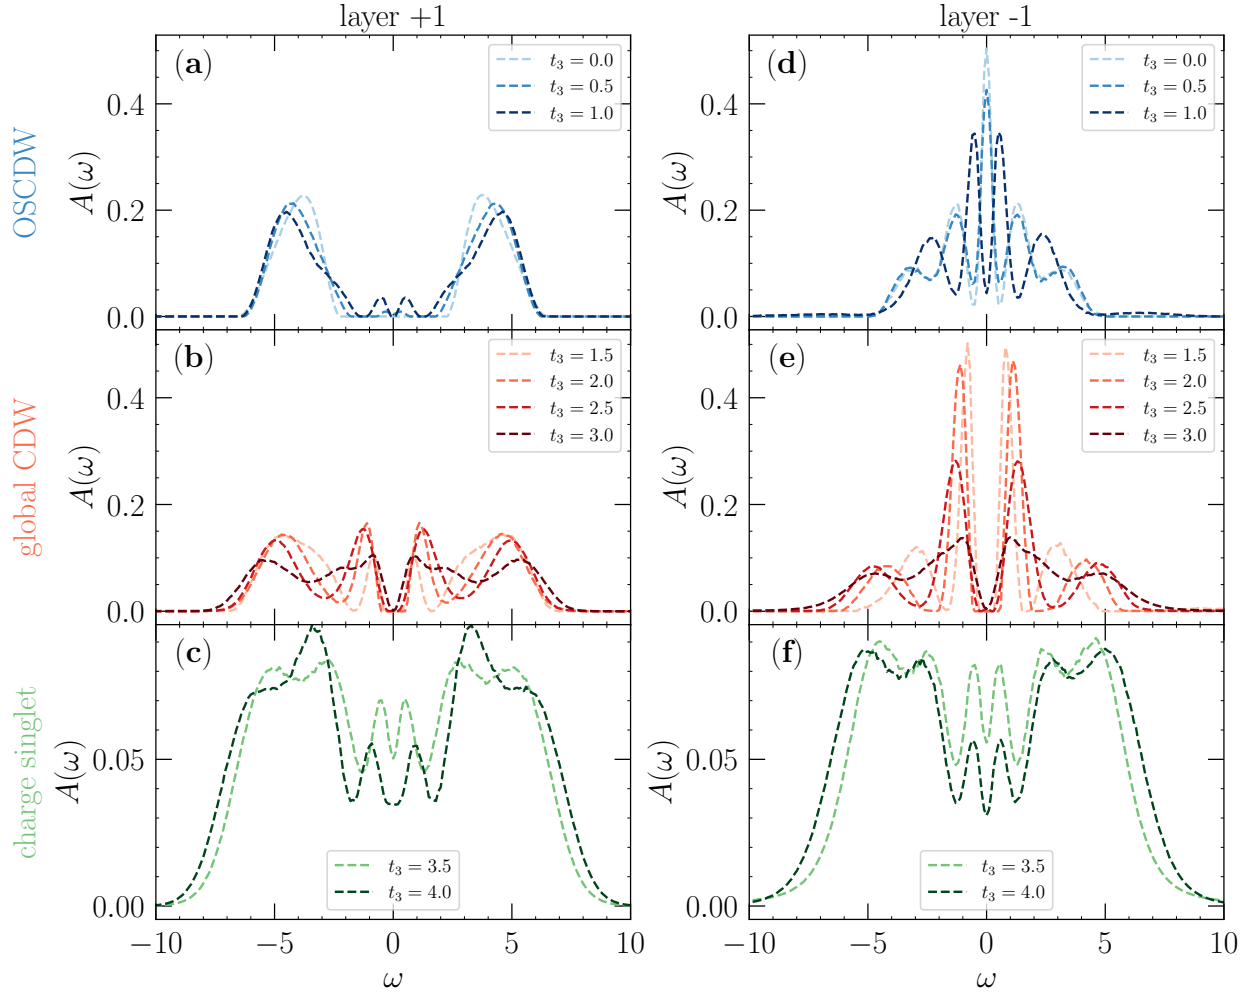 layer +1
layer -1
OSCDW
(a)
A(ω)
0.4
0.2
0.0
t₃ = 0.0
t₃ = 0.5
t₃ = 1.0
(d)
A(ω)
0.4
0.2
0.0
t₃ = 0.0
t₃ = 0.5
t₃ = 1.0
global CDW
(b)
A(ω)
0.4
0.2
0.0
t₃ = 1.5
t₃ = 2.0
t₃ = 2.5
t₃ = 3.0
(e)
A(ω)
0.4
0.2
0.0
t₃ = 1.5
t₃ = 2.0
t₃ = 2.5
t₃ = 3.0
charge singlet
(c)
A(ω)
0.05
0.00
t₃ = 3.5
t₃ = 4.0
−10 −5 0 5 10
ω
(f)
A(ω)
0.05
0.00
t₃ = 3.5
t₃ = 4.0
−10 −5 0 5 10
ω